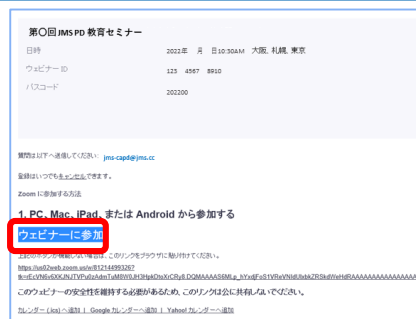 第〇回 JMS PD 教育セミナー
日時 2022年 月 日10:30AM 大阪, 札幌, 東京
ウェビナー ID 123 4567 8910
パスコード 202200
質問は以下へ送信してください: jms-capd@jms.cc
登録はいつでもキャンセルできます。
Zoom に参加する方法
1. PC、Mac、iPad、または Android から参加する
ウェビナーに参加
上記のボタンが機能しない場合は、このリンクをブラウザに貼り付けてください。
https://us02web.zoom.us/w/81214499326?
このウェビナーの安全性を維持する必要があるため、このリンクは公に共有しないでください。
カレンダー (.ics) へ追加 | Google カレンダーへ追加 | Yahoo! カレンダーへ追加